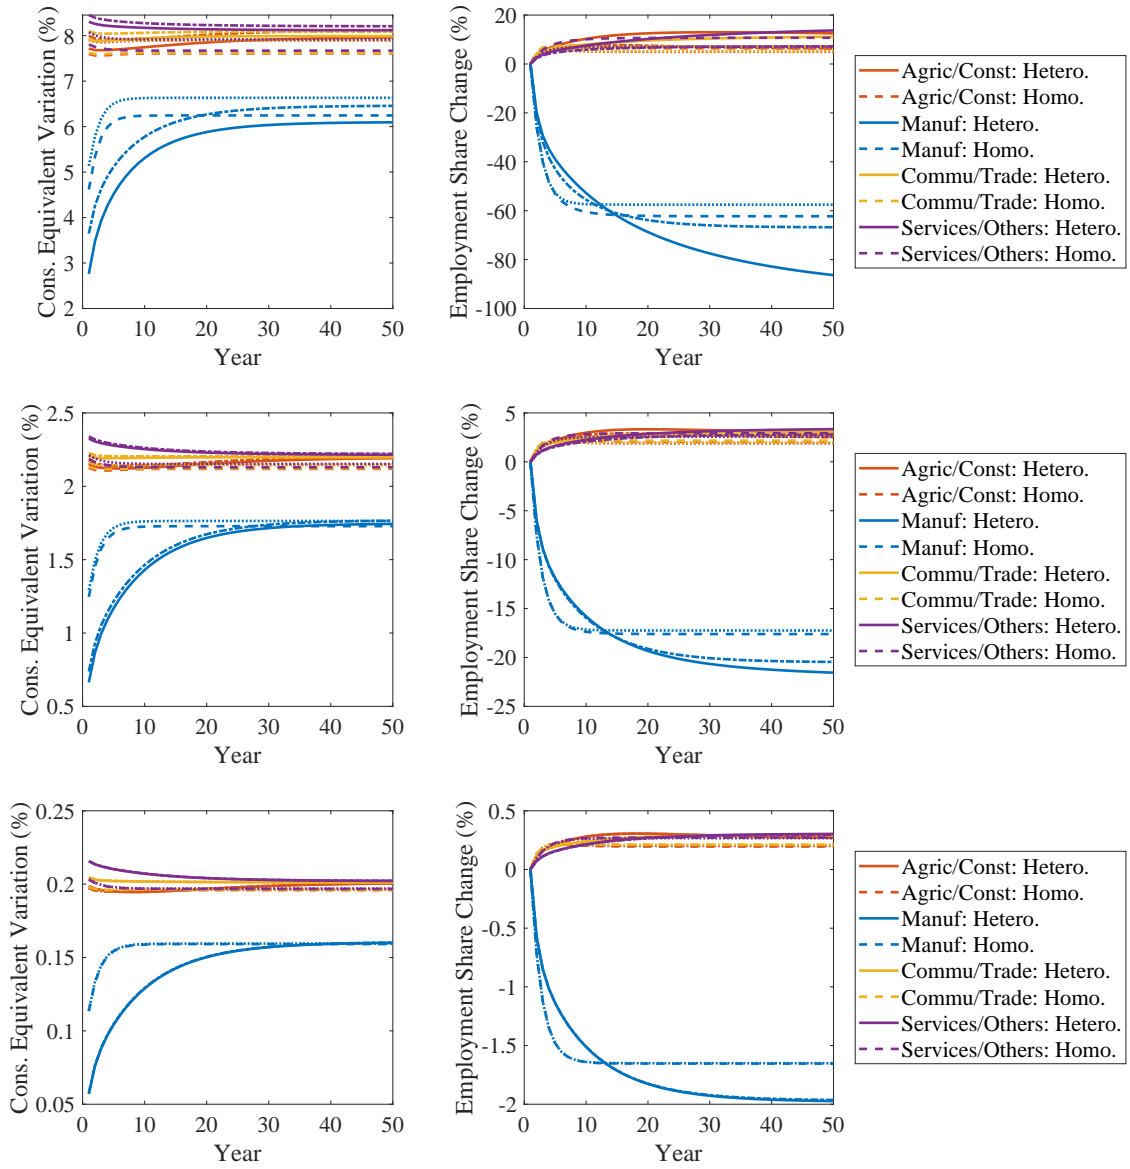 Cons. Equivalent Variation (%)
8
7
6
5
4
3
2
0
10
20
30
40
50
Year
Employment Share Change (%)
20
0
-20
-40
-60
-80
-100
0
10
20
30
40
50
Year
Agric/Const: Hetero.
Agric/Const: Homo.
Manuf: Hetero.
Manuf: Homo.
Commu/Trade: Hetero.
Commu/Trade: Homo.
Services/Others: Hetero.
Services/Others: Homo.
Cons. Equivalent Variation (%)
2.5
2
1.5
1
0.5
0
10
20
30
40
50
Year
Employment Share Change (%)
5
0
-5
-10
-15
-20
-25
0
10
20
30
40
50
Year
Agric/Const: Hetero.
Agric/Const: Homo.
Manuf: Hetero.
Manuf: Homo.
Commu/Trade: Hetero.
Commu/Trade: Homo.
Services/Others: Hetero.
Services/Others: Homo.
Cons. Equivalent Variation (%)
0.25
0.2
0.15
0.1
0.05
0
10
20
30
40
50
Year
Employment Share Change (%)
0.5
0
-0.5
-1
-1.5
-2
0
10
20
30
40
50
Year
Agric/Const: Hetero.
Agric/Const: Homo.
Manuf: Hetero.
Manuf: Homo.
Commu/Trade: Hetero.
Commu/Trade: Homo.
Services/Others: Hetero.
Services/Others: Homo.